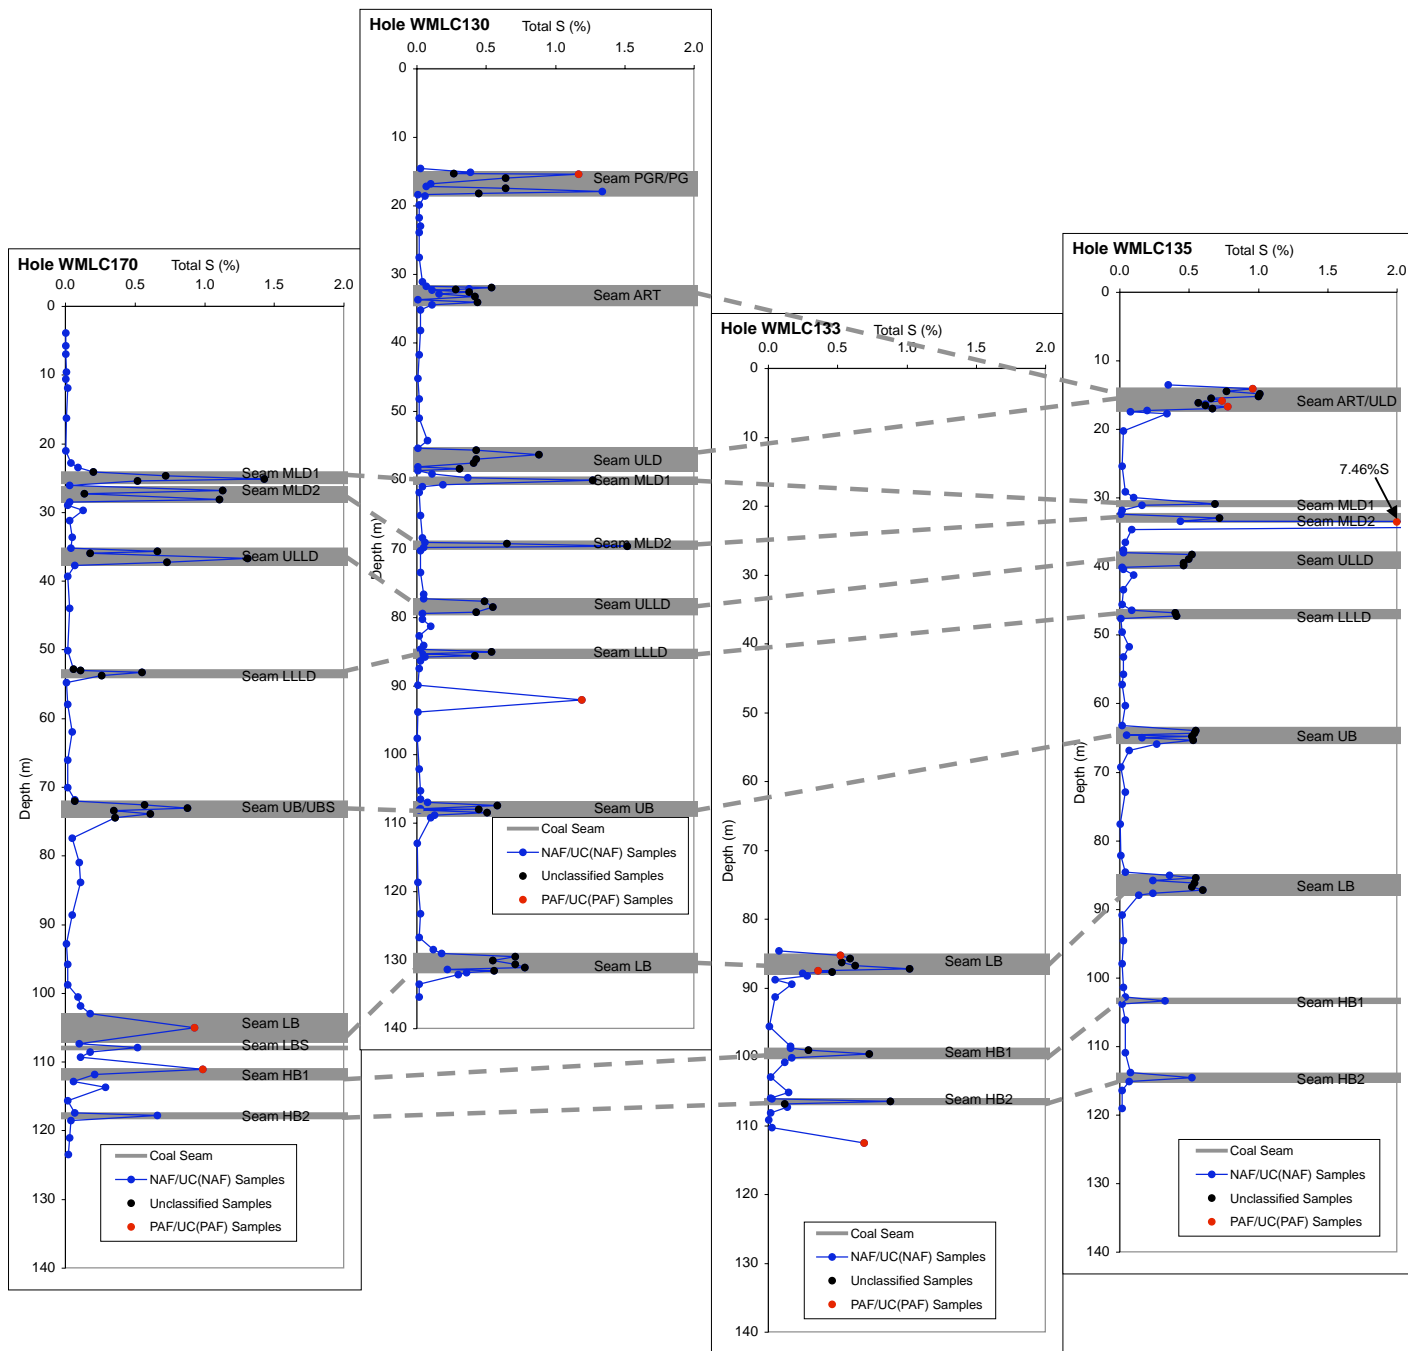 Hole WMLC130 Total S (%)
0.0 0.5 1.0 1.5 2.0
0
10
Seam PGR/PG
20
30
Seam ART
40
50
Seam ULD
60
Seam MLD1
Depth (m)
Seam MLD2
70
Seam ULLD
80
Seam LLLD
90
100
Seam UB
110
Coal Seam
NAF/UC(NAF) Samples
Unclassified Samples
PAF/UC(PAF) Samples
120
130
Seam LB
140
Hole WMLC170 Total S (%)
0.0 0.5 1.0 1.5 2.0
0
10
20
Seam MLD1
Seam MLD2
30
Seam ULLD
40
50
Seam LLLD
60
Depth (m)
70
Seam UB/UBS
80
90
100
Seam LB
Seam LBS
110
Seam HB1
Seam HB2
120
Coal Seam
NAF/UC(NAF) Samples
Unclassified Samples
PAF/UC(PAF) Samples
130
140
Hole WMLC133 Total S (%)
0.0 0.5 1.0 1.5 2.0
0
10
20
30
40
50
60
Depth (m)
70
80
Seam LB
90
100
Seam HB1
Seam HB2
110
120
Coal Seam
NAF/UC(NAF) Samples
Unclassified Samples
PAF/UC(PAF) Samples
130
140
Hole WMLC135 Total S (%)
0.0 0.5 1.0 1.5 2.0
0
10
Seam ART/ULD
20
7.46%S
30
Seam MLD1
Seam MLD2
Seam ULLD
40
Seam LLLD
50
60
Seam UB
Depth (m)
70
80
Seam LB
90
100
Seam HB1
110
Seam HB2
120
Coal Seam
NAF/UC(NAF) Samples
Unclassified Samples
PAF/UC(PAF) Samples
130
140